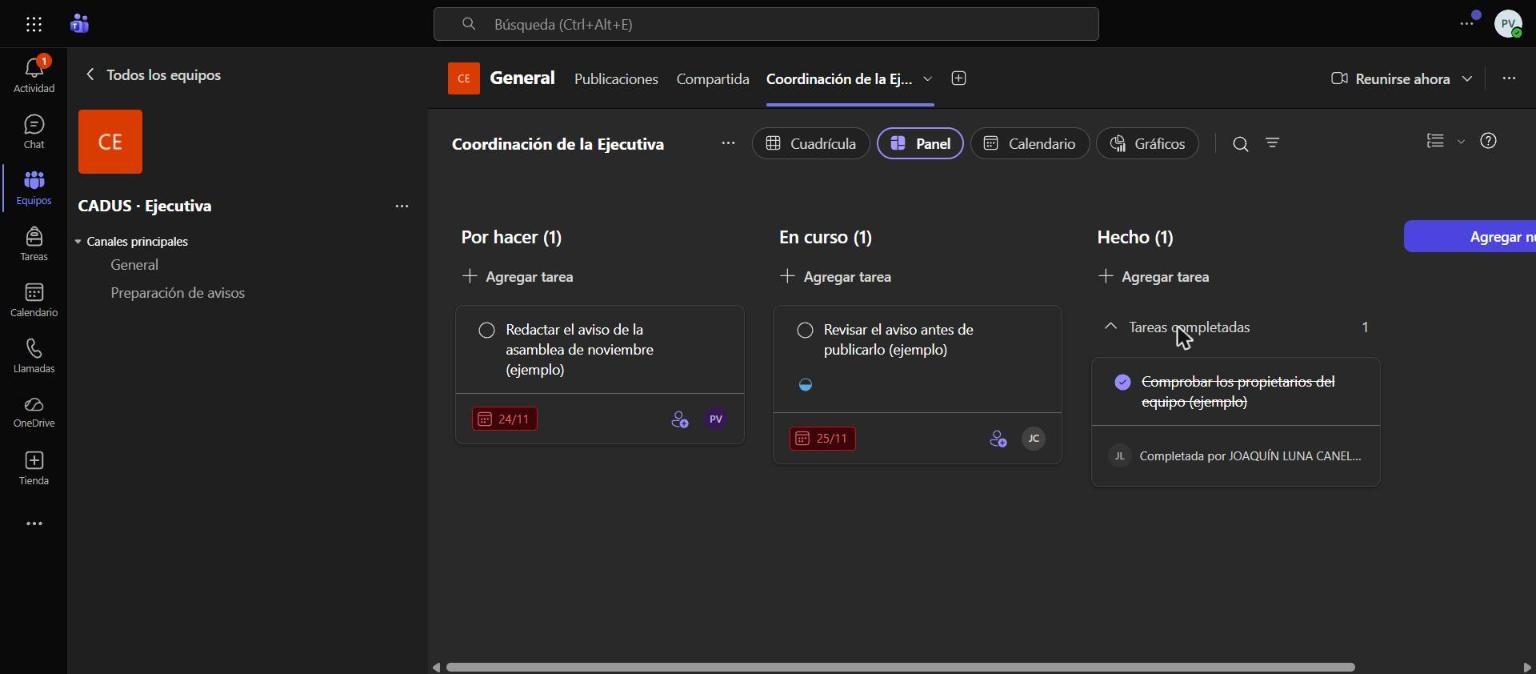 Búsqueda (Ctrl+Alt+E)
PV
1
Actividad
Chat
Equipos
Tareas
Calendario
Llamadas
OneDrive
Tienda
Todos los equipos
CE
CADUS · Ejecutiva
Canales principales
General
Preparación de avisos
CE
General
Publicaciones
Compartida
Coordinación de la Ej...
Reunirse ahora
Coordinación de la Ejecutiva
Cuadrícula
Panel
Calendario
Gráficos
Por hacer (1)
Agregar tarea
Redactar el aviso de la
asamblea de noviembre
(ejemplo)
24/11
PV
En curso (1)
Agregar tarea
Revisar el aviso antes de
publicarlo (ejemplo)
25/11
JC
Hecho (1)
Agregar tarea
Tareas completadas
1
Comprobar los propietarios del
equipo (ejemplo)
JL
Completada por JOAQUÍN LUNA CANEL...
Agregar nu